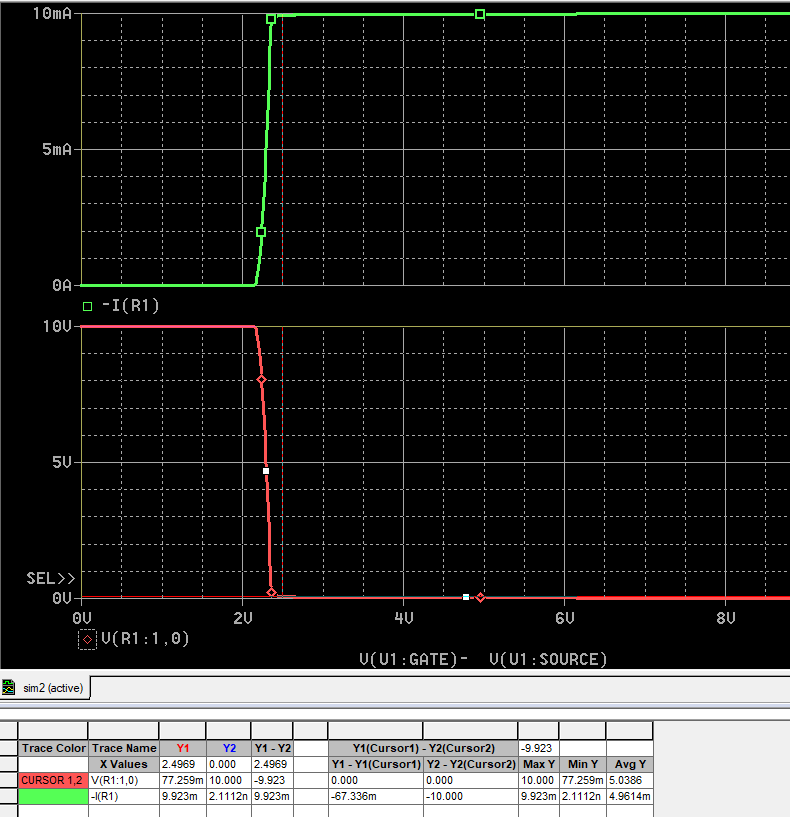 10mA
5mA
0A
-I(R1)
10V
5V
SEL>>
0V
0V 2V 4V 6V 8V
V(R1:1,0)
V(U1:GATE)- V(U1:SOURCE)
sim2 (active)
Trace Color Trace Name Y1 Y2 Y1 - Y2 Y1(Cursor1) - Y2(Cursor2) -9.923
X Values 2.4969 0.000 2.4969 Y1 - Y1(Cursor1) Y2 - Y2(Cursor2) Max Y Min Y Avg Y
CURSOR 1,2 V(R1:1,0) 77.259m 10.000 -9.923 0.000 0.000 10.000 77.259m 5.0386
-I(R1) 9.923m 2.1112n 9.923m -67.336m -10.000 9.923m 2.1112n 4.9614m